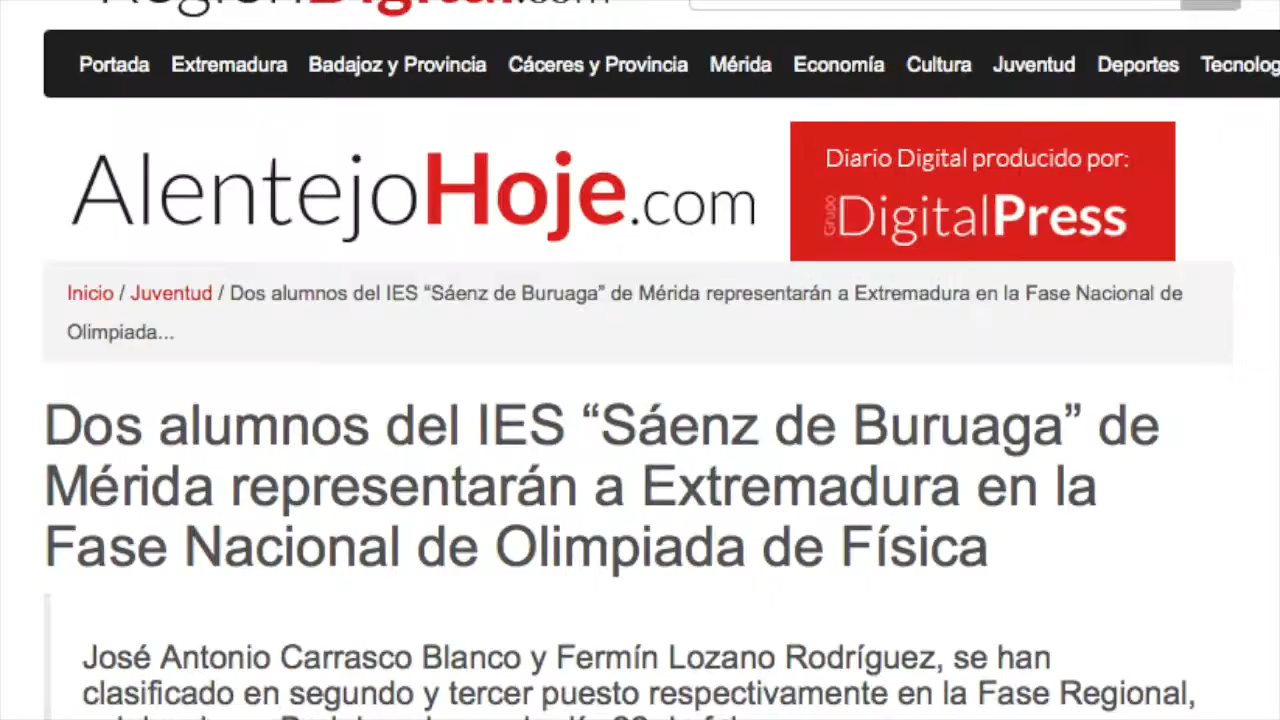 RegiónDigital.com
Portada Extremadura Badajoz y Provincia Cáceres y Provincia Mérida Economía Cultura Juventud Deportes
AlentejoHoje.com
Diario Digital producido por:
GRUPO DigitalPress
Inicio / Juventud / Dos alumnos del IES “Sáenz de Buruaga” de Mérida representarán a Extremadura en la Fase Nacional de
Olimpiada...
Dos alumnos del IES “Sáenz de Buruaga” de
Mérida representarán a Extremadura en la
Fase Nacional de Olimpiada de Física
José Antonio Carrasco Blanco y Fermín Lozano Rodríguez, se han
clasificado en segundo y tercer puesto respectivamente en la Fase Regional,